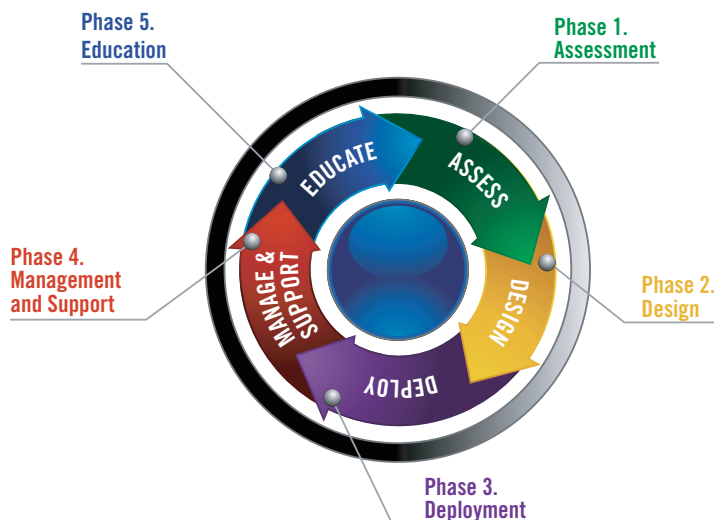 Phase 5.
Education
Phase 1.
Assessment
EDUCATE
ASSESS
Phase 4.
Management
and Support
MANAGE &
SUPPORT
DESIGN
Phase 2.
Design
DEPLOY
Phase 3.
Deployment